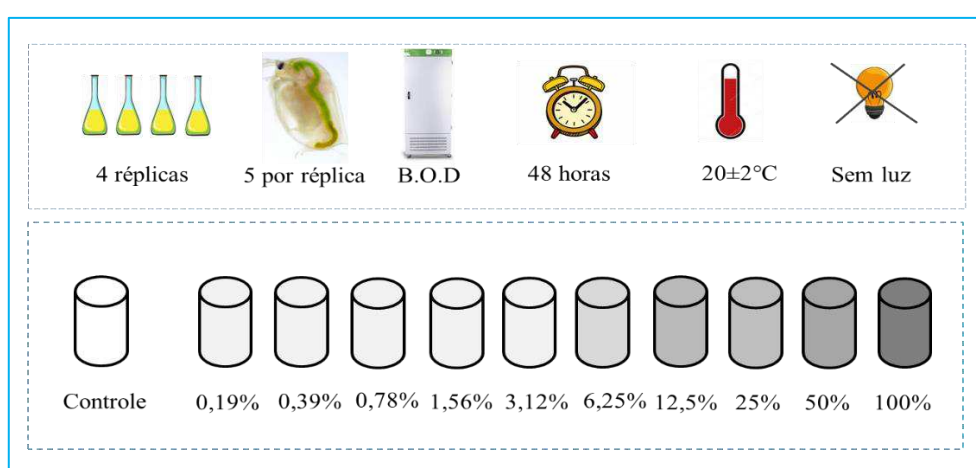 4 réplicas 5 por réplica B.O.D 48 horas 20±2°C Sem luz
Controle 0,19% 0,39% 0,78% 1,56% 3,12% 6,25% 12,5% 25% 50% 100%